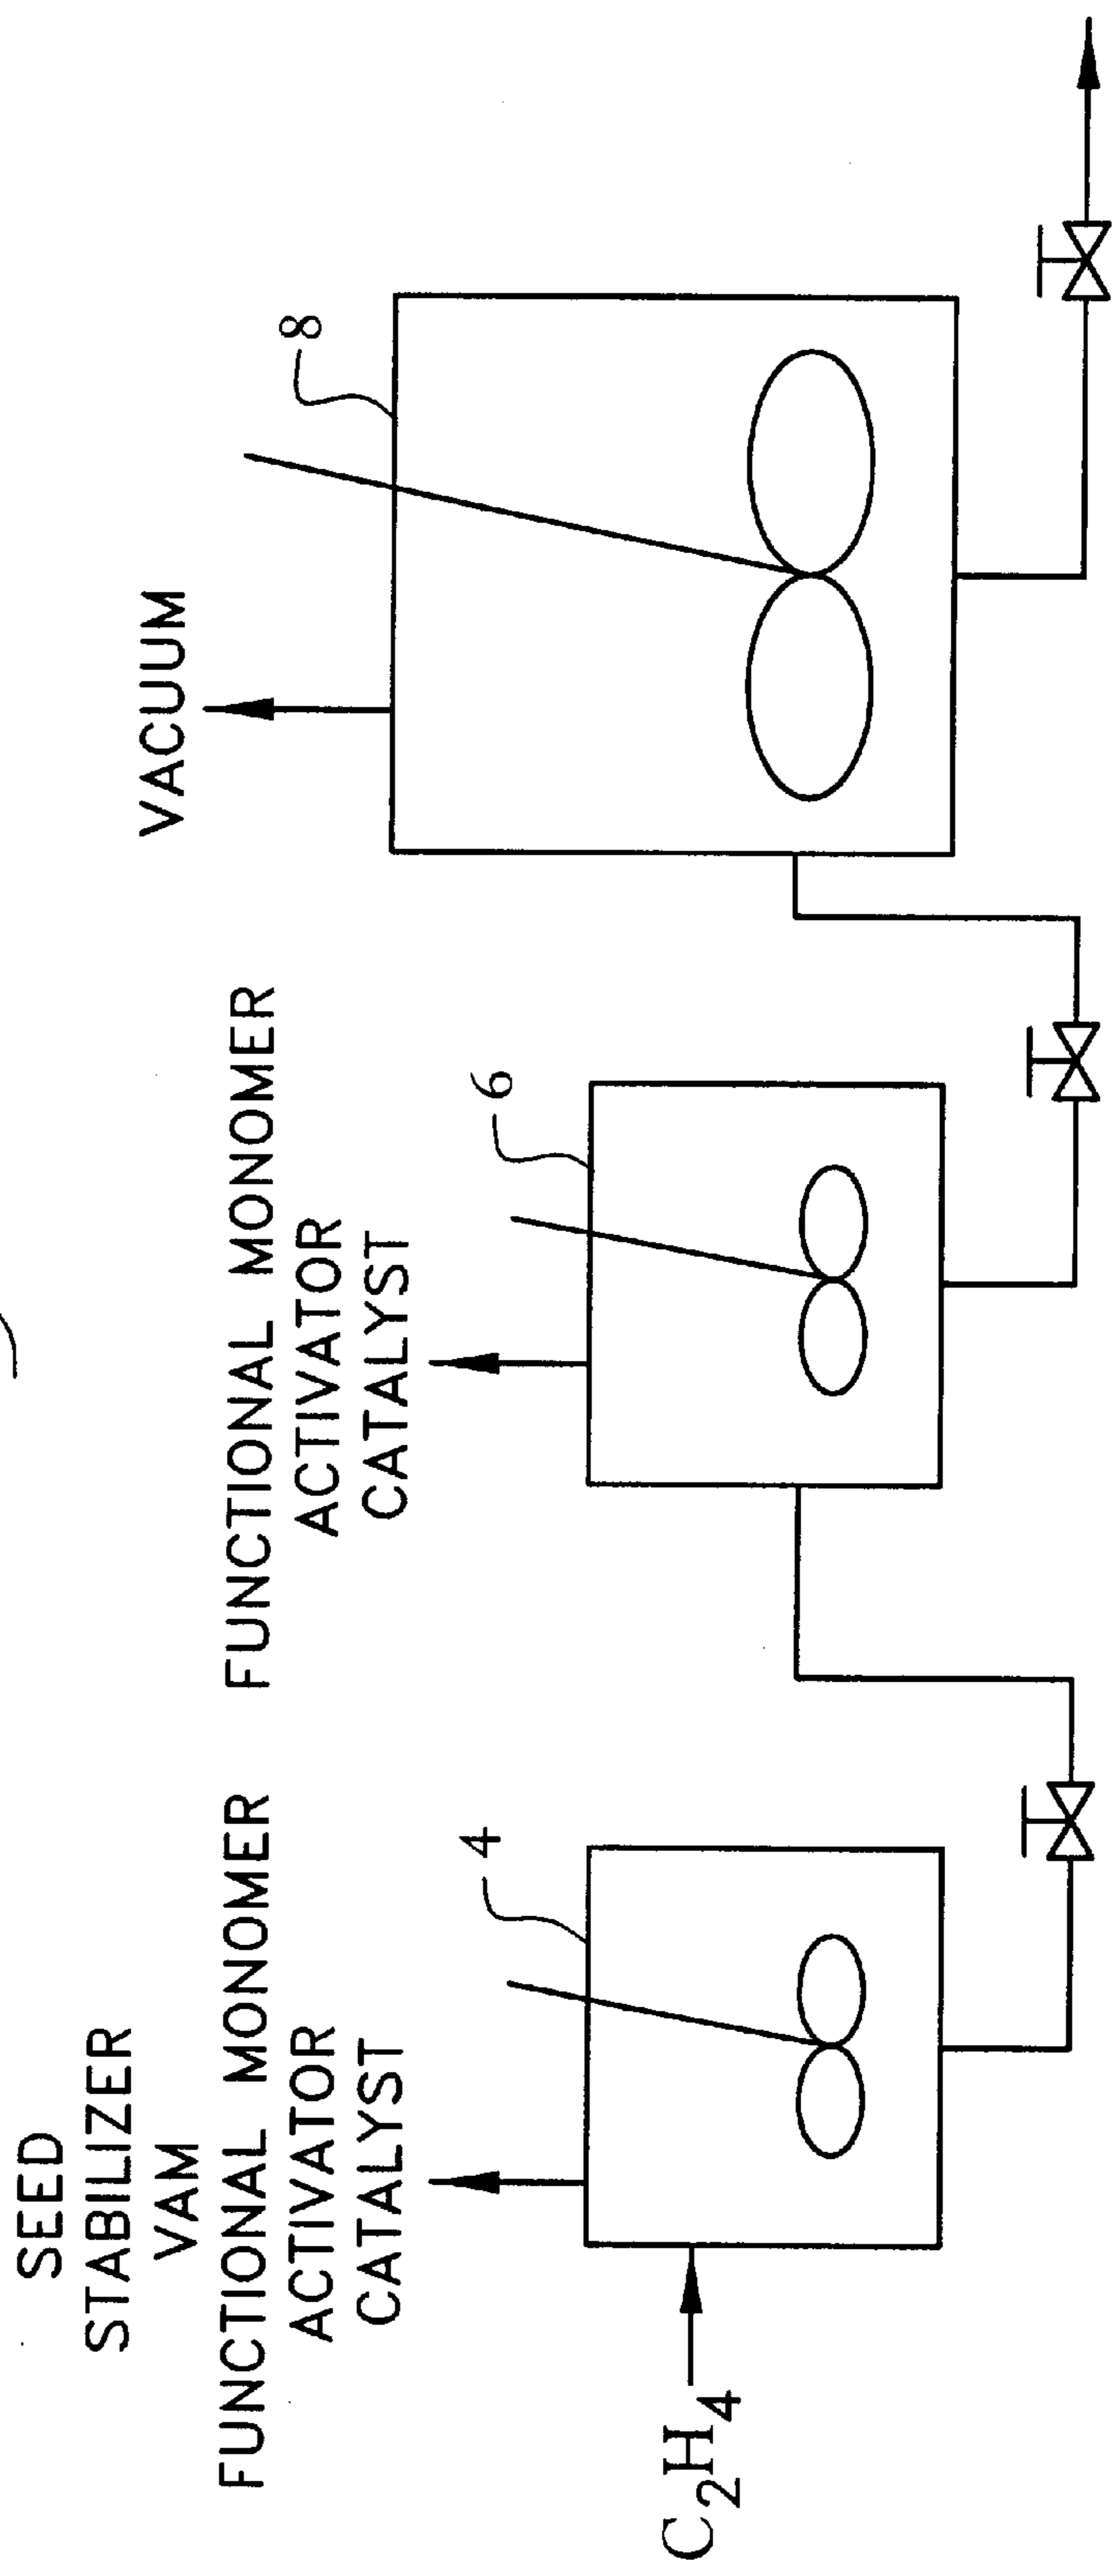 SEED
STABILIZER
VAM
FUNCTIONAL MONOMER
ACTIVATOR
CATALYST
FUNCTIONAL MONOMER
ACTIVATOR
CATALYST
VACUUM
4
6
8
C2H4